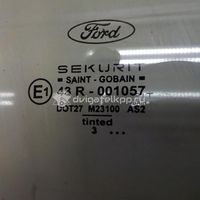 Ford
SEKURIT
SAINT - GOBAIN
E1 43 R - 001057
DOT27 M23100 AS2
tinted
3 ...
dvigatelkpp.ru